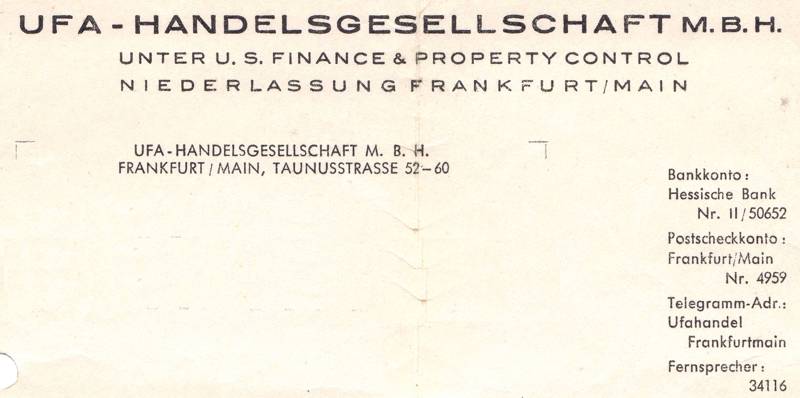 UFA - HANDELSGESELLSCHAFT M. B. H.
UNTER U. S. FINANCE & PROPERTY CONTROL
NIEDERLASSUNG FRANKFURT/MAIN
UFA - HANDELSGESELLSCHAFT M. B. H.
FRANKFURT / MAIN, TAUNUSSTRASSE 52–60
Bankkonto :
Hessische Bank
Nr. II/50652
Postscheckkonto :
Frankfurt/Main
Nr. 4959
Telegramm-Adr.:
Ufahandel
Frankfurtmain
Fernsprecher :
34116